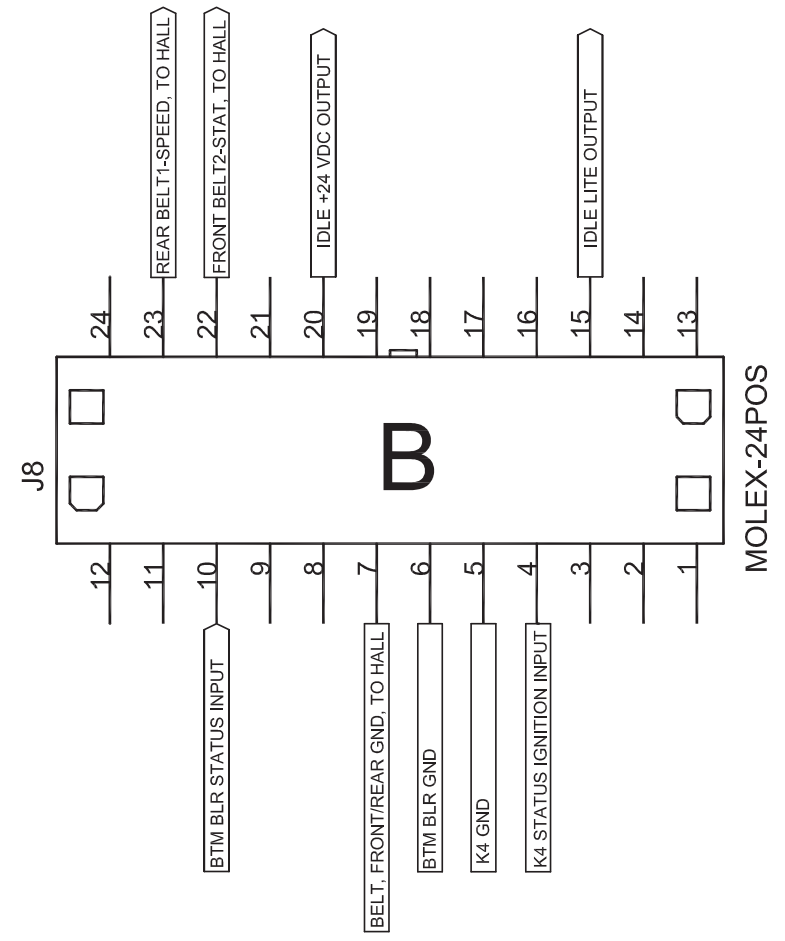 REAR BELT1-SPEED, TO HALL
FRONT BELT2-STAT, TO HALL
IDLE +24 VDC OUTPUT
IDLE LITE OUTPUT
24
23
22
21
20
19
18
17
16
15
14
13
J8
B
MOLEX-24POS
12
11
10
9
8
7
6
5
4
3
2
1
BTM BLR STATUS INPUT
BELT, FRONT/REAR GND, TO HALL
BTM BLR GND
K4 GND
K4 STATUS IGNITION INPUT